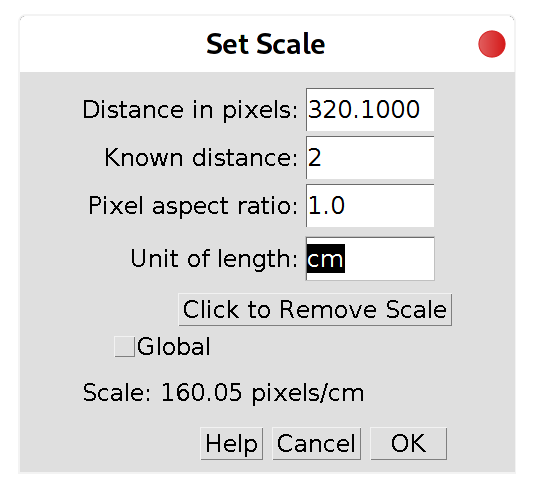 Set Scale
Distance in pixels: 320.1000
Known distance: 2
Pixel aspect ratio: 1.0
Unit of length: cm
Click to Remove Scale
Global
Scale: 160.05 pixels/cm
Help Cancel OK